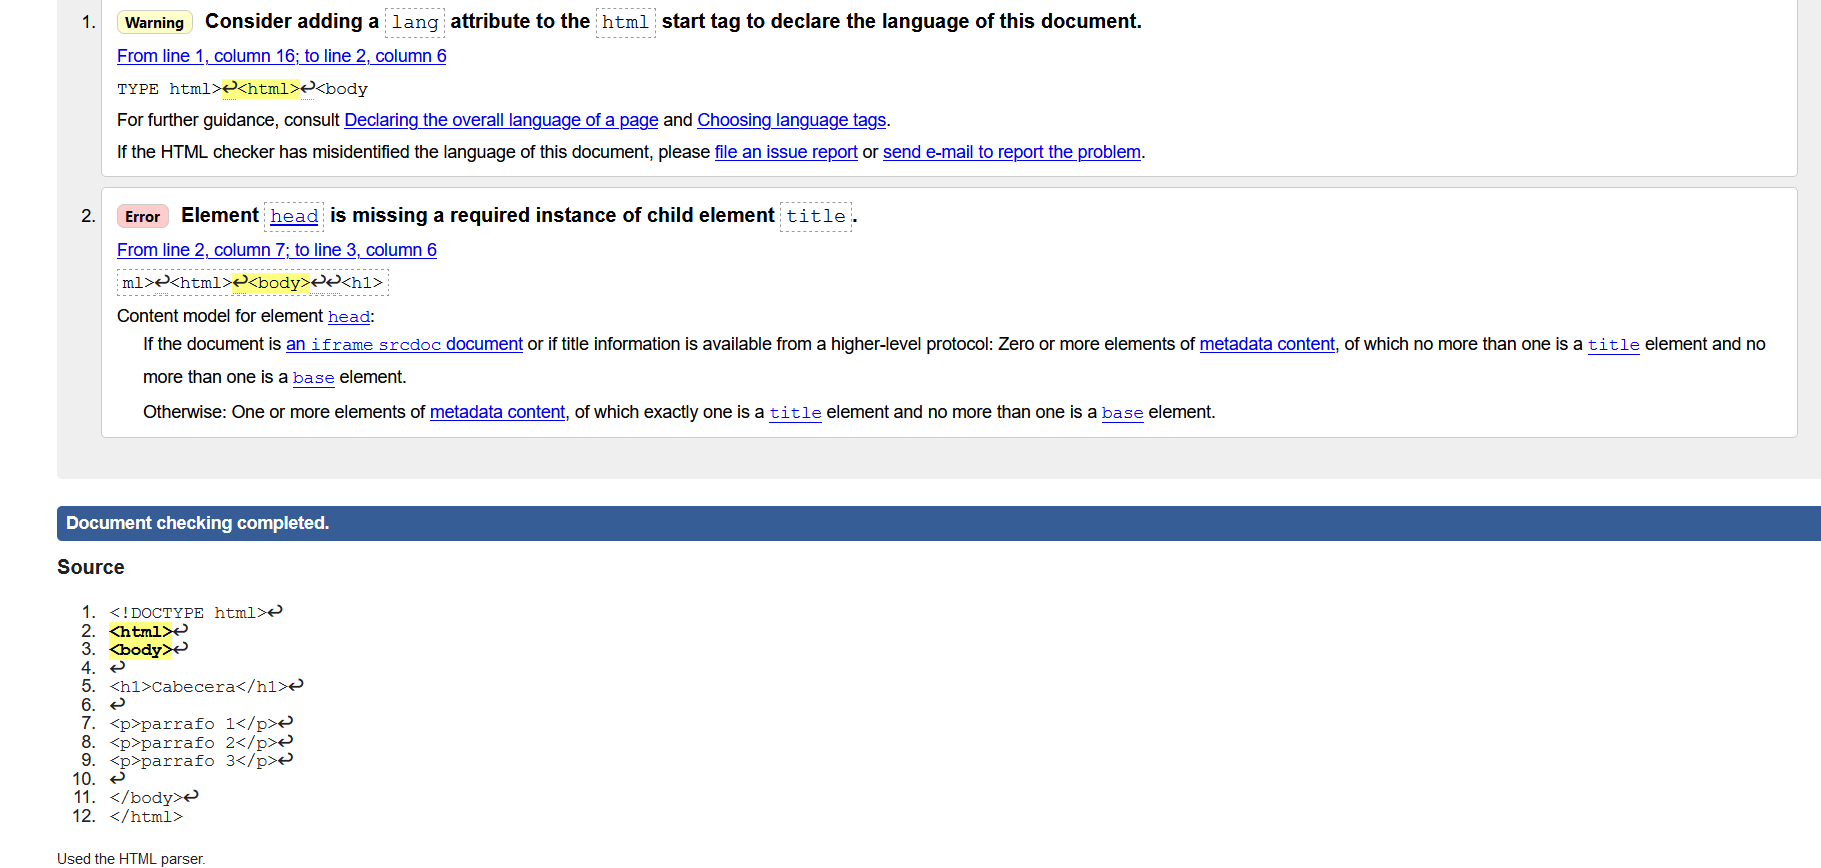 1. Warning Consider adding a lang attribute to the html start tag to declare the language of this document.
From line 1, column 16; to line 2, column 6
TYPE html>↩<html>↩<body
For further guidance, consult Declaring the overall language of a page and Choosing language tags.
If the HTML checker has misidentified the language of this document, please file an issue report or send e-mail to report the problem.
2. Error Element head is missing a required instance of child element title.
From line 2, column 7; to line 3, column 6
ml>↩<html>↩<body>↩↩<h1>
Content model for element head:
If the document is an iframe srcdoc document or if title information is available from a higher-level protocol: Zero or more elements of metadata content, of which no more than one is a title element and no
more than one is a base element.
Otherwise: One or more elements of metadata content, of which exactly one is a title element and no more than one is a base element.
Document checking completed.
Source
1. <!DOCTYPE html>↩
2. <html>↩
3. <body>↩
4. ↩
5. <h1>Cabecera</h1>↩
6. ↩
7. <p>parrafo 1</p>↩
8. <p>parrafo 2</p>↩
9. <p>parrafo 3</p>↩
10. ↩
11. </body>↩
12. </html>
Used the HTML parser.